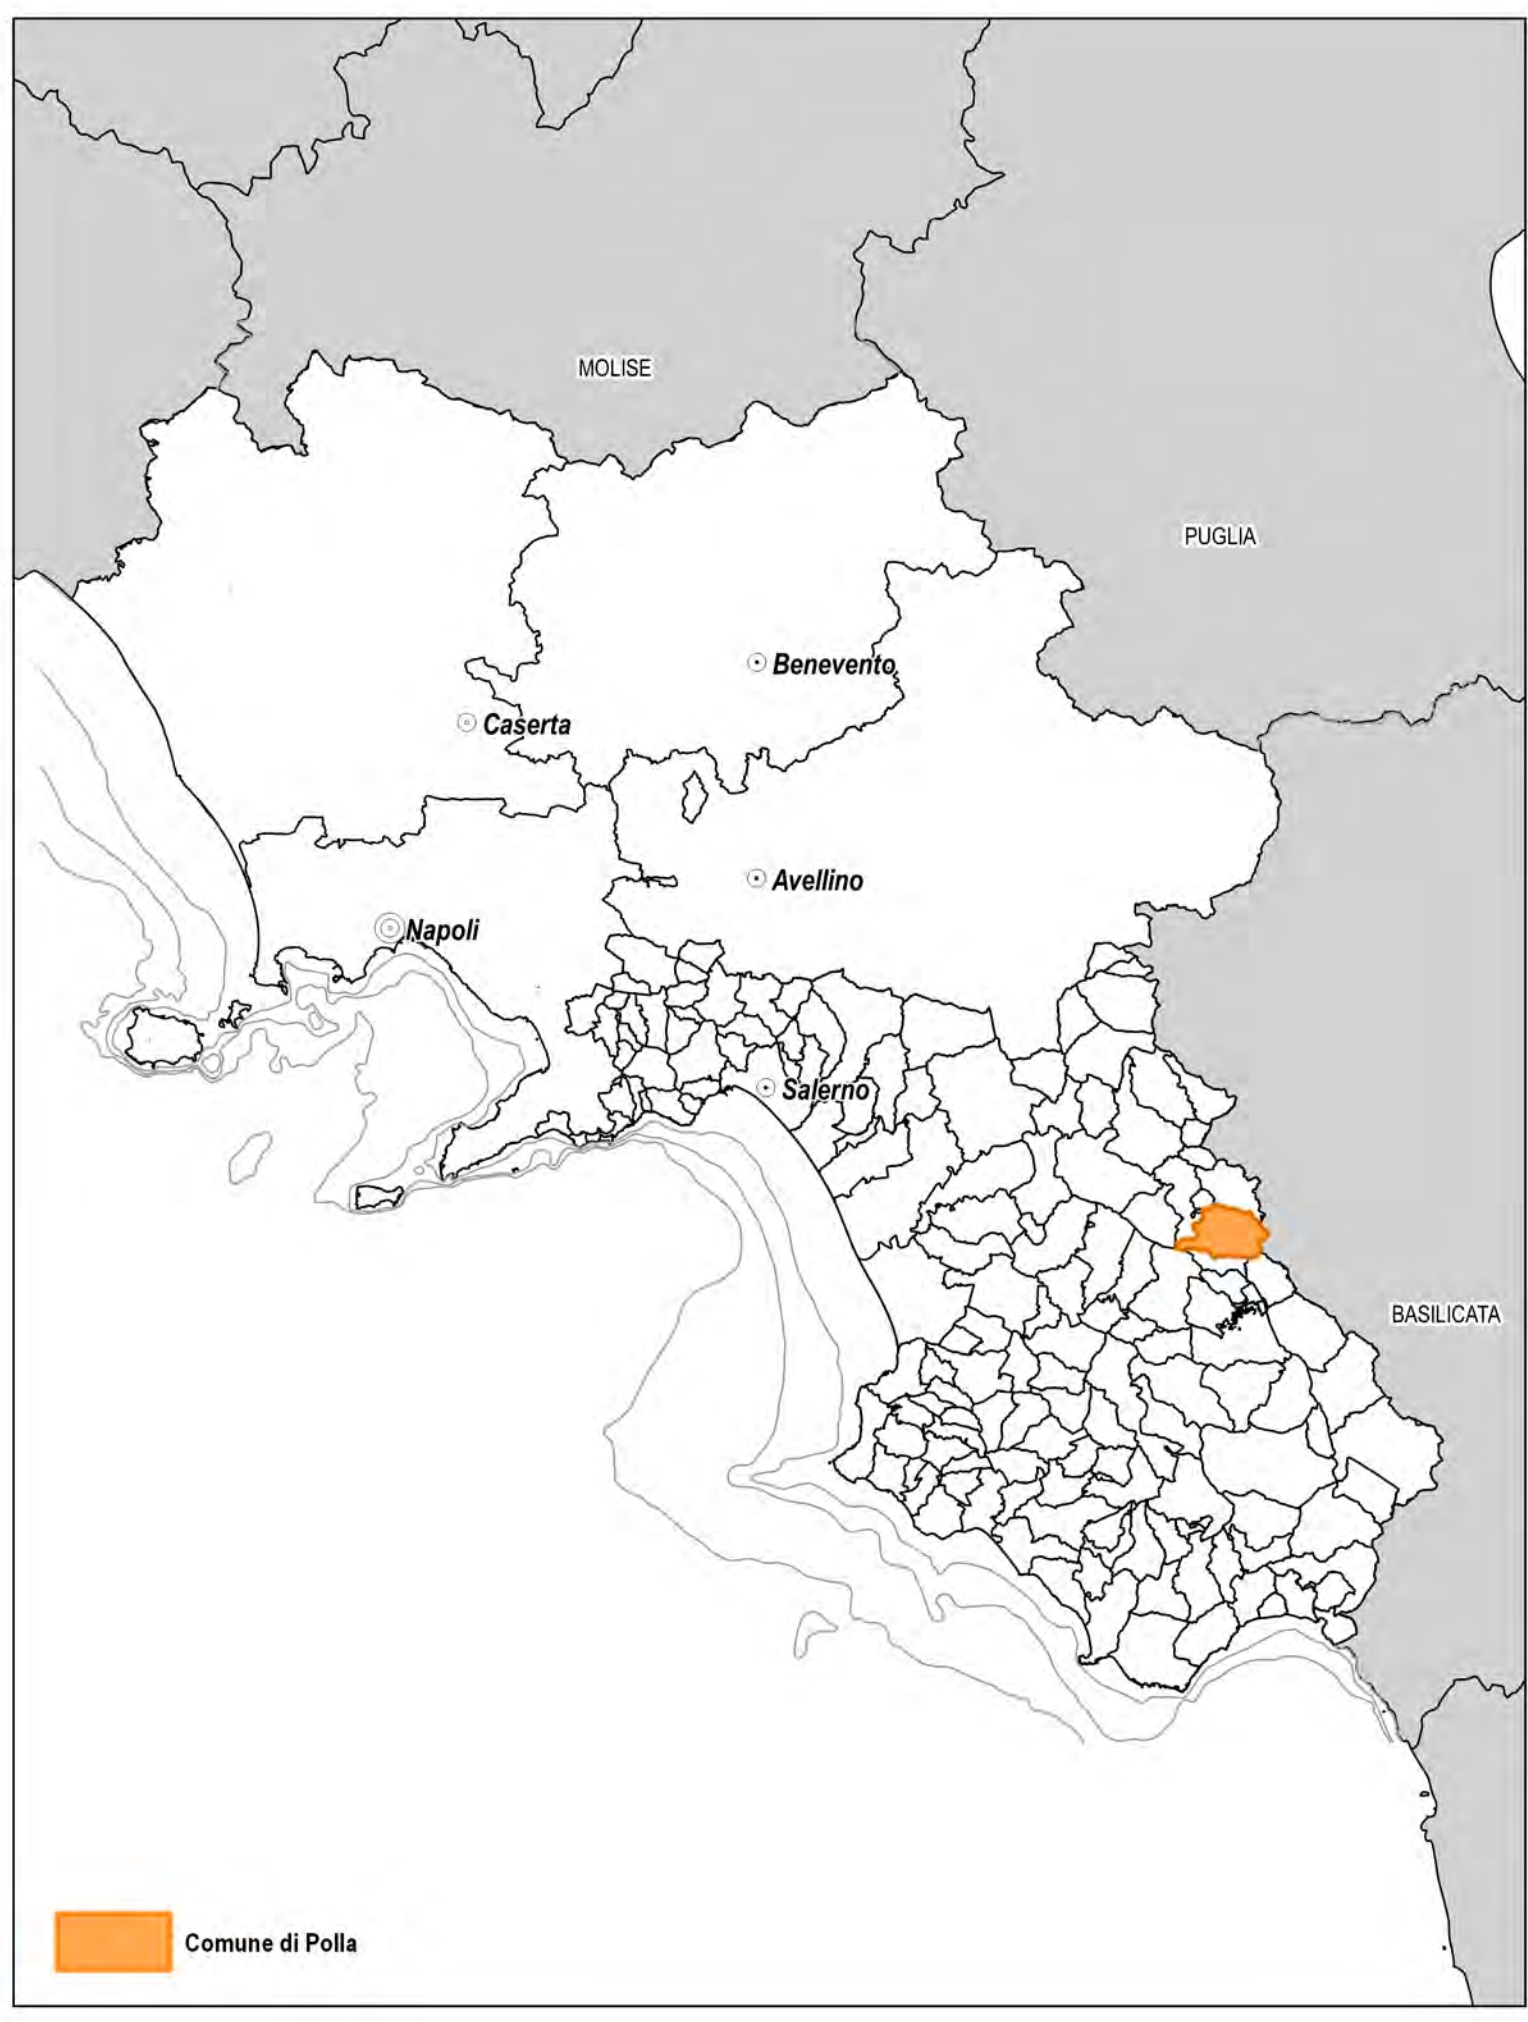 MOLISE
PUGLIA
Benevento
Caserta
Avellino
Napoli
Salerno
BASILICATA
Comune di Polla